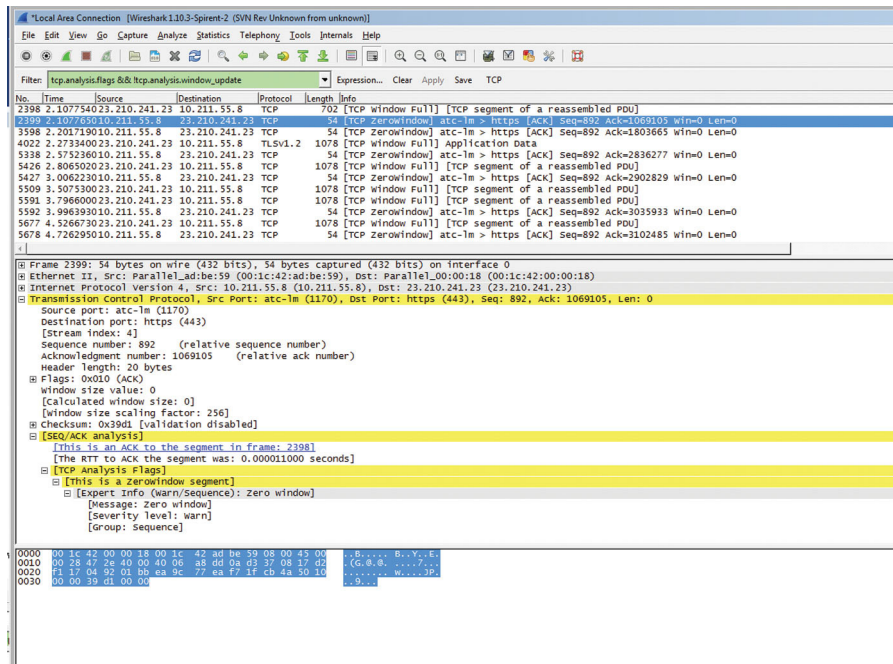 *Local Area Connection [Wireshark 1.10.3-Spirent-2 (SVN Rev Unknown from unknown)]
File Edit View Go Capture Analyze Statistics Telephony Tools Internals Help
Filter: tcp.analysis.flags && !tcp.analysis.window_update Expression... Clear Apply Save TCP
No. Time Source Destination Protocol Length Info
2398 2.1077540 23.210.241.23 10.211.55.8 TCP 702 [TCP Window Full] [TCP segment of a reassembled PDU]
2399 2.1077650 10.211.55.8 23.210.241.23 TCP 54 [TCP ZeroWindow] atc-lm > https [ACK] Seq=892 Ack=1069105 Win=0 Len=0
3598 2.2017190 10.211.55.8 23.210.241.23 TCP 54 [TCP ZeroWindow] atc-lm > https [ACK] Seq=892 Ack=1803665 Win=0 Len=0
4022 2.2733400 23.210.241.23 10.211.55.8 TLSv1.2 1078 [TCP Window Full] Application Data
5338 2.5752360 10.211.55.8 23.210.241.23 TCP 54 [TCP ZeroWindow] atc-lm > https [ACK] Seq=892 Ack=2836277 Win=0 Len=0
5426 2.8065020 23.210.241.23 10.211.55.8 TCP 1078 [TCP Window Full] [TCP segment of a reassembled PDU]
5427 3.0062230 10.211.55.8 23.210.241.23 TCP 54 [TCP ZeroWindow] atc-lm > https [ACK] Seq=892 Ack=2902829 Win=0 Len=0
5509 3.5075300 23.210.241.23 10.211.55.8 TCP 1078 [TCP Window Full] [TCP segment of a reassembled PDU]
5591 3.7966000 23.210.241.23 10.211.55.8 TCP 1078 [TCP Window Full] [TCP segment of a reassembled PDU]
5592 3.9963930 10.211.55.8 23.210.241.23 TCP 54 [TCP ZeroWindow] atc-lm > https [ACK] Seq=892 Ack=3035933 Win=0 Len=0
5677 4.5266730 23.210.241.23 10.211.55.8 TCP 1078 [TCP Window Full] [TCP segment of a reassembled PDU]
5678 4.7262950 10.211.55.8 23.210.241.23 TCP 54 [TCP ZeroWindow] atc-lm > https [ACK] Seq=892 Ack=3102485 Win=0 Len=0
Frame 2399: 54 bytes on wire (432 bits), 54 bytes captured (432 bits) on interface 0
Ethernet II, Src: Parallel_ad:be:59 (00:1c:42:ad:be:59), Dst: Parallel_00:00:18 (00:1c:42:00:00:18)
Internet Protocol Version 4, Src: 10.211.55.8 (10.211.55.8), Dst: 23.210.241.23 (23.210.241.23)
Transmission Control Protocol, Src Port: atc-lm (1170), Dst Port: https (443), Seq: 892, Ack: 1069105, Len: 0
Source port: atc-lm (1170)
Destination port: https (443)
[Stream index: 4]
Sequence number: 892 (relative sequence number)
Acknowledgment number: 1069105 (relative ack number)
Header length: 20 bytes
Flags: 0x010 (ACK)
Window size value: 0
[Calculated window size: 0]
[Window size scaling factor: 256]
Checksum: 0x39d1 [validation disabled]
[SEQ/ACK analysis]
[This is an ACK to the segment in frame: 2398]
[The RTT to ACK the segment was: 0.000011000 seconds]
[TCP Analysis Flags]
[This is a ZeroWindow segment]
[Expert Info (Warn/Sequence): Zero window]
[Message: Zero window]
[Severity level: Warn]
[Group: Sequence]
0000 00 1c 42 00 00 18 00 1c 42 ad be 59 08 00 45 00 ..B..... B..Y..E.
0010 00 28 47 2e 40 00 40 06 a8 dd 0a d3 37 08 17 d2 .(G.@.@. ....7...
0020 f1 17 04 92 01 bb ea 9c 77 ea f7 1f cb 4a 50 10 ........ w....JP.
0030 00 00 39 d1 00 00 ..9...